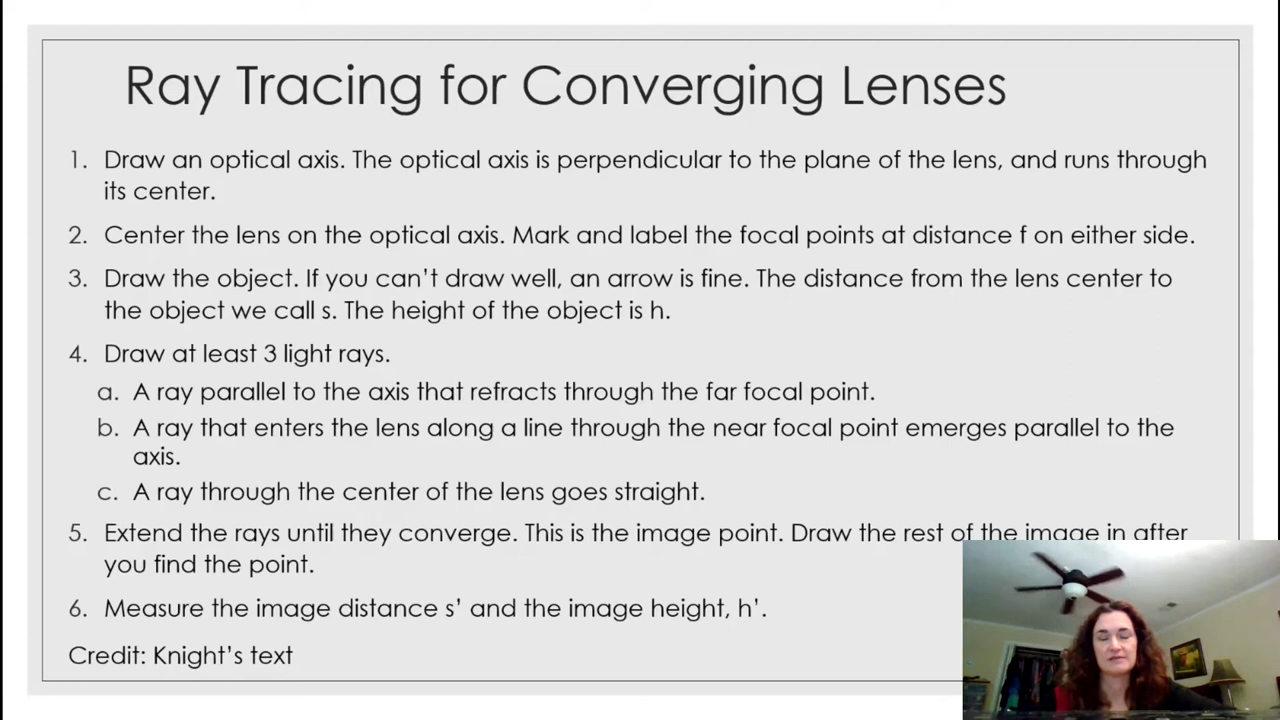 Ray Tracing for Converging Lenses
1. Draw an optical axis. The optical axis is perpendicular to the plane of the lens, and runs through
its center.
2. Center the lens on the optical axis. Mark and label the focal points at distance f on either side.
3. Draw the object. If you can't draw well, an arrow is fine. The distance from the lens center to
the object we call s. The height of the object is h.
4. Draw at least 3 light rays.
a. A ray parallel to the axis that refracts through the far focal point.
b. A ray that enters the lens along a line through the near focal point emerges parallel to the
axis.
c. A ray through the center of the lens goes straight.
5. Extend the rays until they converge. This is the image point. Draw the rest of the image in after
you find the point.
6. Measure the image distance s' and the image height, h'.
Credit: Knight's text